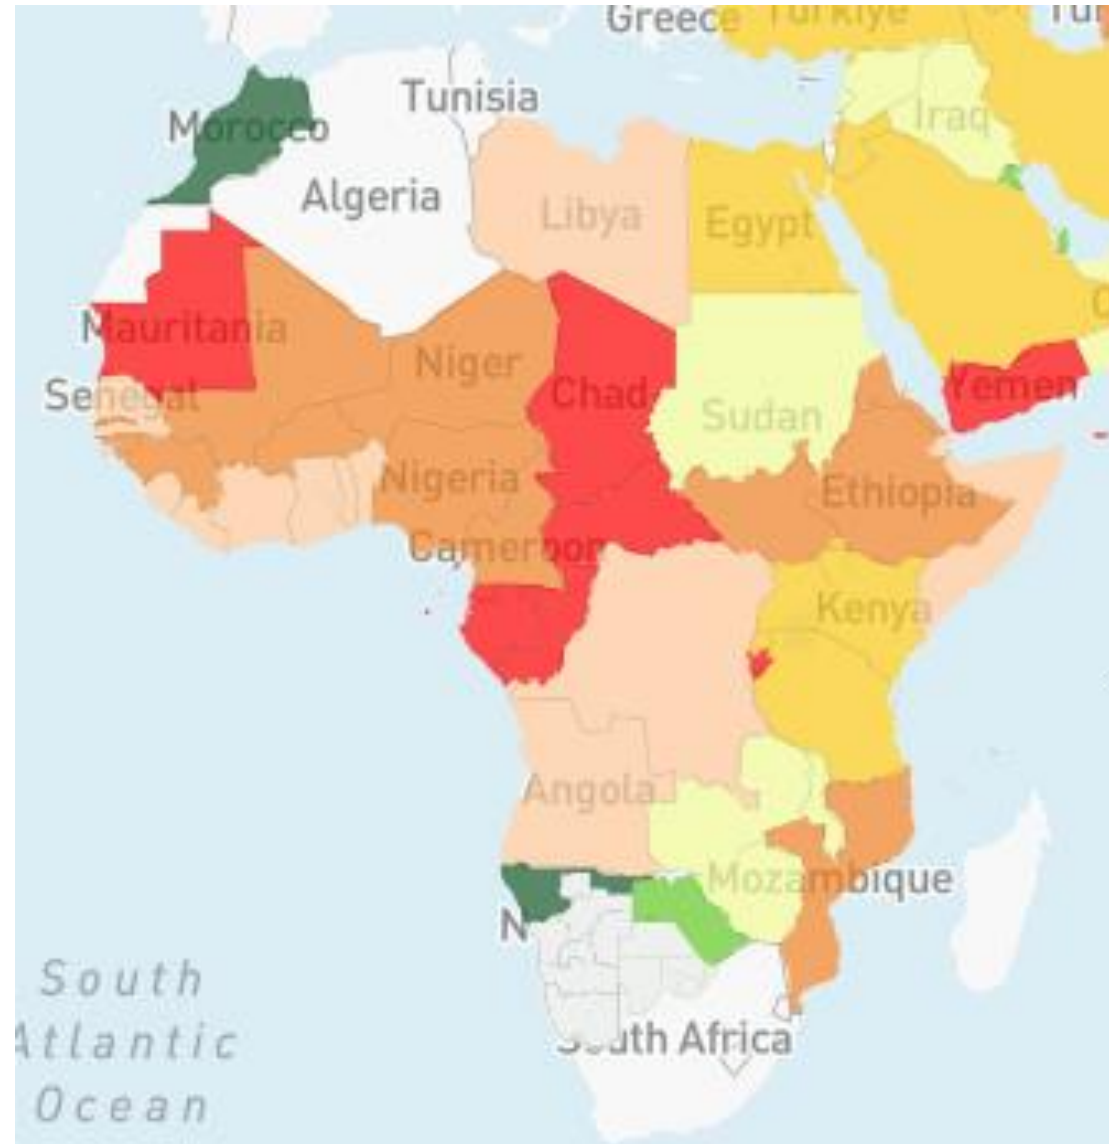 Greece
Türkiye
Tunisia
Morocco
Iraq
Algeria
Libya
Egypt
Mauritania
Niger
Chad
Yemen
Senegal
Sudan
Nigeria
Ethiopia
Cameroon
Kenya
Angola
Mozambique
N
South
Atlantic
Ocean
South Africa